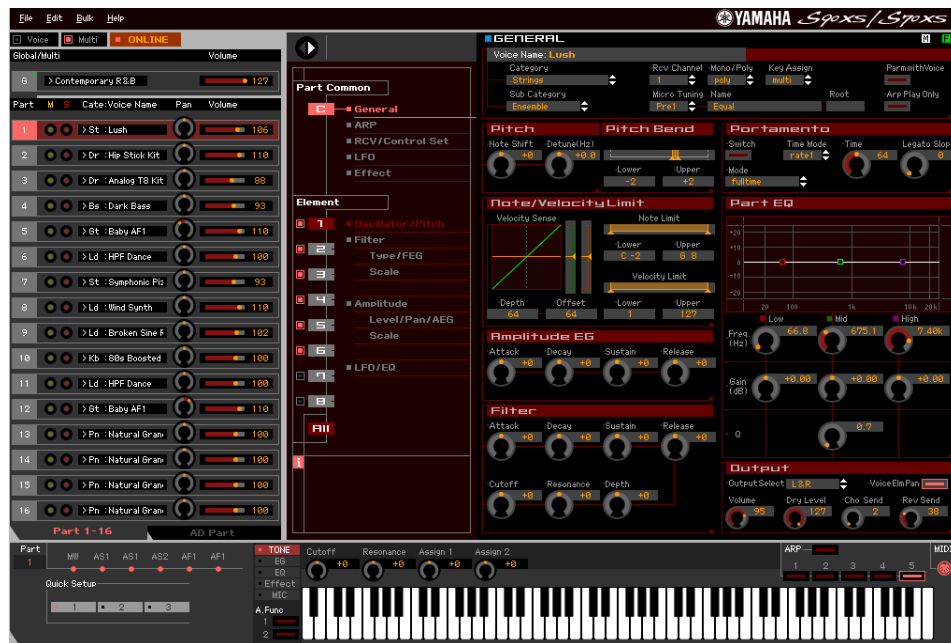 File Edit Bulk Help
YAMAHA S90XS/S70XS
Voice Multi ONLINE
Global/Multi Volume
G >Contemporary R&B 127
Part M S Cate:Voice Name Pan Volume
1 >St :Lush 106
2 >Dr :Hip Stick Kit 110
3 >Dr :Analog T8 Kit 88
4 >Bs :Dark Bass 93
5 >Gt :Baby AF1 110
6 >Ld :HPF Dance 100
7 >St :Symphonic Piz 93
8 >Ld :Wind Synth 110
9 >Ld :Broken Sine 102
10 >Kb :80s Boosted 100
11 >Ld :HPF Dance 100
12 >Gt :Baby AF1 110
13 >Pn :Natural Gran 100
14 >Pn :Natural Gran 100
15 >Pn :Natural Gran 100
16 >Pn :Natural Gran 100
Part 1-16 AD Part
Part Common
C General
ARP
RCV/Control Set
LFO
Effect
Element
1 Oscillator/Pitch
2 Filter
Type/FEG
3 Scale
4 Amplitude
5 Level/Pan/AEG
Scale
6
7 LFO/EQ
8
All
i
GENERAL M F
Voice Name: Lush
Category Rcv Channel Mono/Poly Key Assign ParmwithVoice
Strings 1 poly multi
Sub Category Micro Tuning Name Root Arp Play Only
Ensemble Pre1 Equal
Pitch Pitch Bend
Note Shift Detune(Hz)
+0 +0.0
Lower Upper
-2 +2
Portamento
Switch Time Mode Time Legato Slop
rate1 64 0
Mode
fulltime
Note/Velocity Limit
Velocity Sense Note Limit
Lower Upper
C -2 G 8
Velocity Limit
Depth Offset Lower Upper
64 64 1 127
Part EQ
+20
+10
0
-10
-20
20 100 1k 10k 20k
Low Mid High
Freq. (Hz) 66.8 675.1 7.40k
Gain (dB) +0.00 +0.00 +0.00
Q 0.7
Amplitude EG
Attack Decay Sustain Release
+0 +0 +0 +0
Filter
Attack Decay Sustain Release
+0 +0 +0 +0
Cutoff Resonance Depth
+0 +0 +0
Output
Output Select L&R Voice Elm Pan
Volume Dry Level Cho Send Rev Send
95 127 2 38
Part
1
MW AS1 AS1 AS2 AF1 AF1
Quick Setup
1 2 3
TONE
EG
EQ
Effect
MIC
A.Func
1
2
Cutoff Resonance Assign 1 Assign 2
+0 +0 +0 +0
ARP
1 2 3 4 5
MIDI